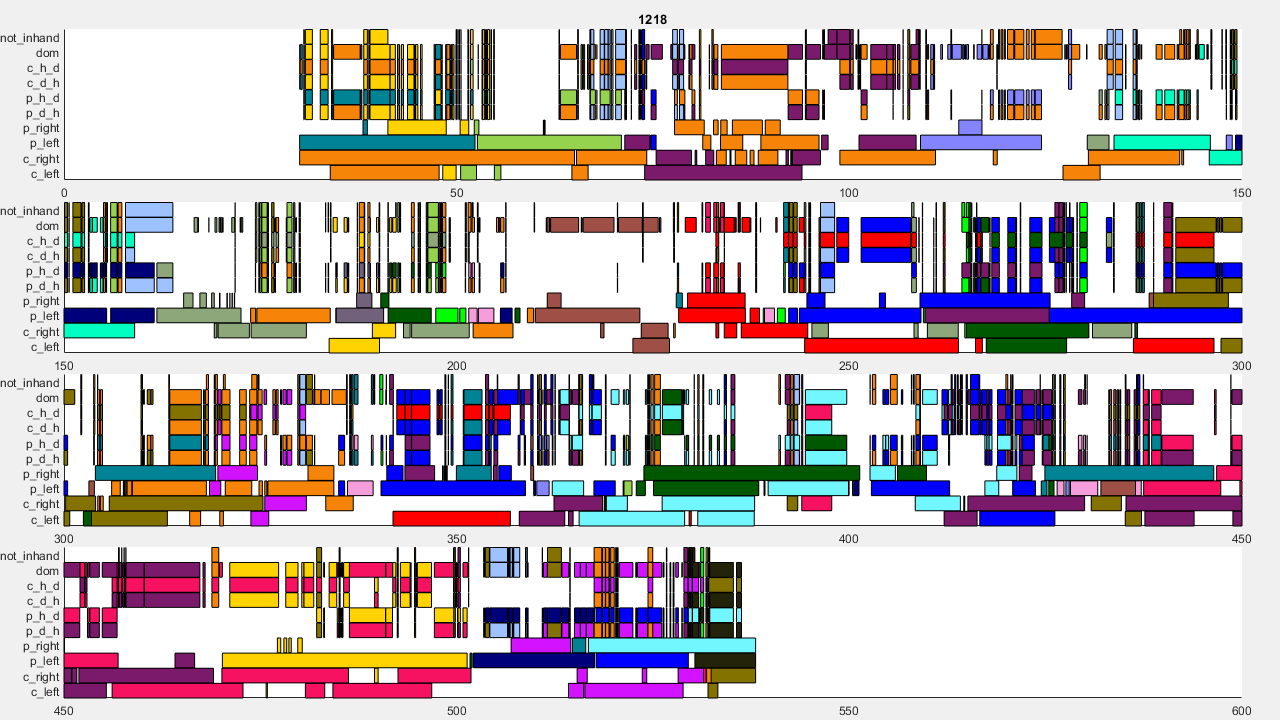 1218
not_inhand
dom
c_h_d
c_d_h
p_h_d
p_d_h
p_right
p_left
c_right
c_left
0 50 100 150
not_inhand
dom
c_h_d
c_d_h
p_h_d
p_d_h
p_right
p_left
c_right
c_left
150 200 250 300
not_inhand
dom
c_h_d
c_d_h
p_h_d
p_d_h
p_right
p_left
c_right
c_left
300 350 400 450
not_inhand
dom
c_h_d
c_d_h
p_h_d
p_d_h
p_right
p_left
c_right
c_left
450 500 550 600